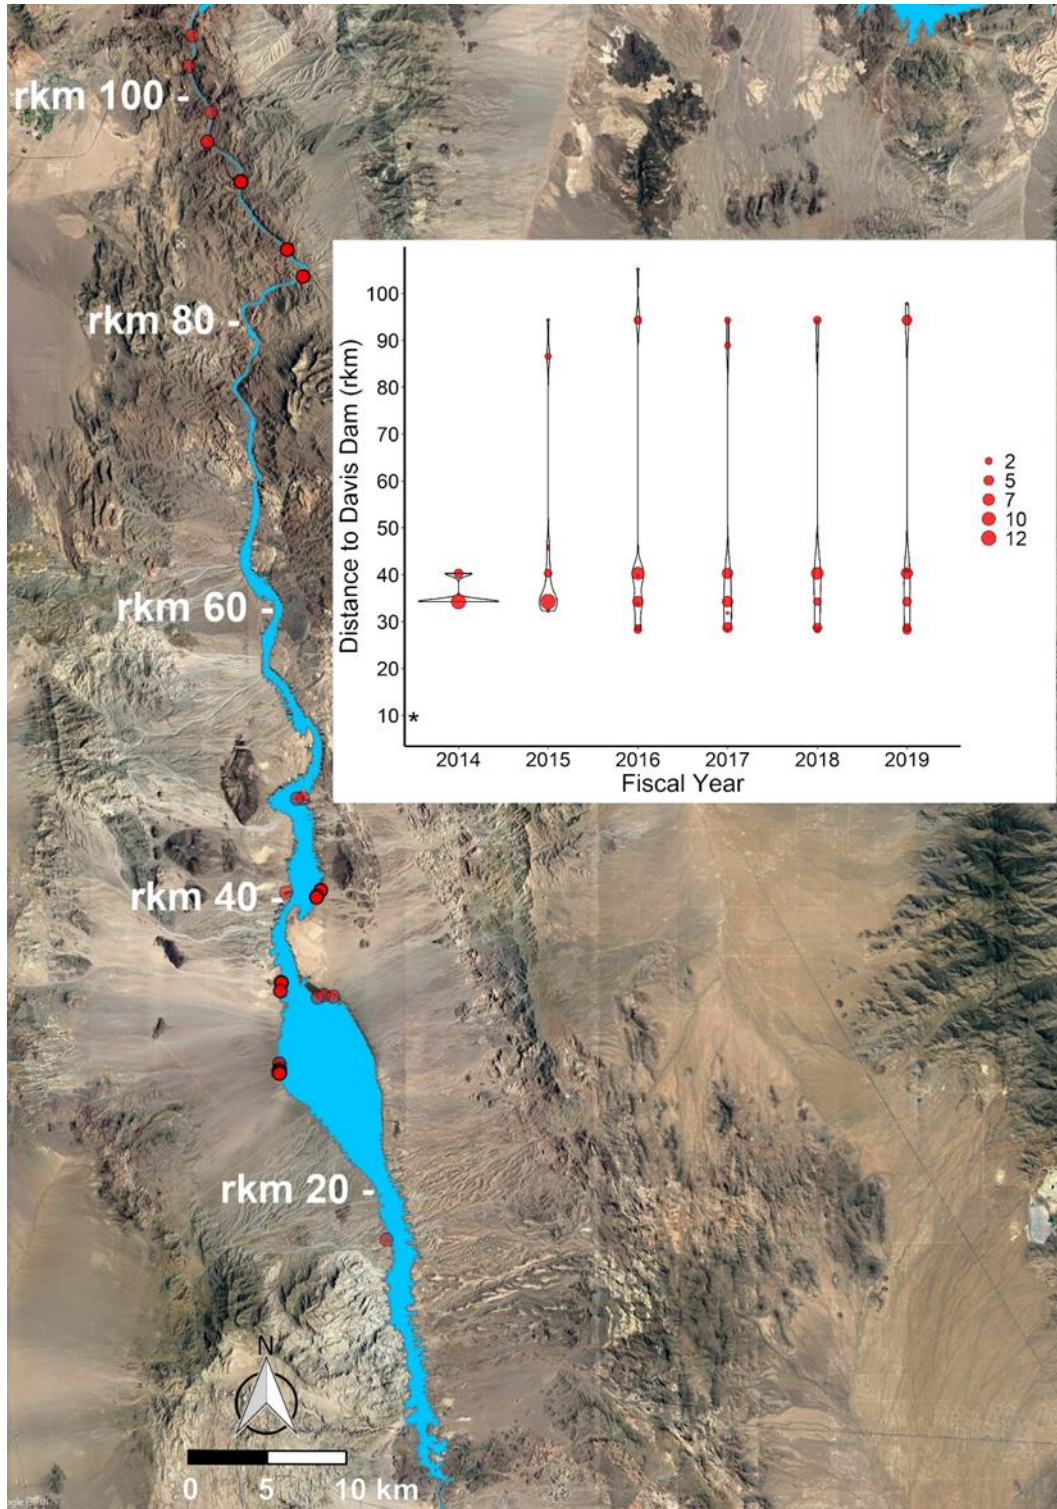 rkm 100 -
rkm 80 -
rkm 60 -
rkm 40 -
rkm 20 -
N
0 5 10 km
Distance to Davis Dam (rkm)
100
90
80
70
60
50
40
30
20
10
*
2014 2015 2016 2017 2018 2019
Fiscal Year
2
5
7
10
12